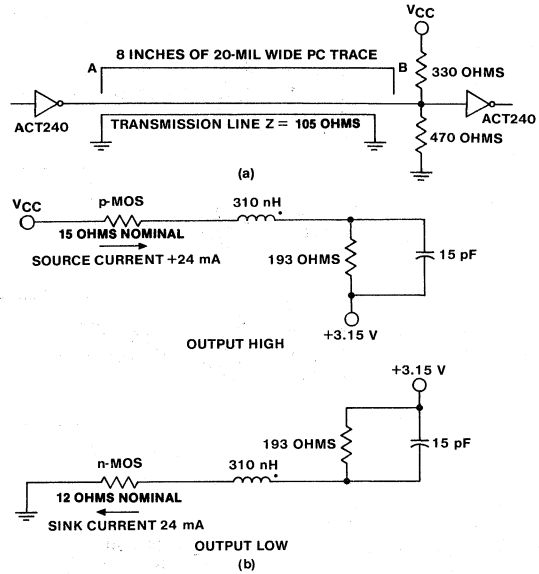 VCC
8 INCHES OF 20-MIL WIDE PC TRACE
A
B
330 OHMS
ACT240
ACT240
TRANSMISSION LINE Z = 105 OHMS
470 OHMS
(a)
VCC
p-MOS
310 nH
15 OHMS NOMINAL
SOURCE CURRENT +24 mA
193 OHMS
15 pF
+3.15 V
OUTPUT HIGH
+3.15 V
193 OHMS
15 pF
n-MOS
310 nH
12 OHMS NOMINAL
SINK CURRENT 24 mA
OUTPUT LOW
(b)